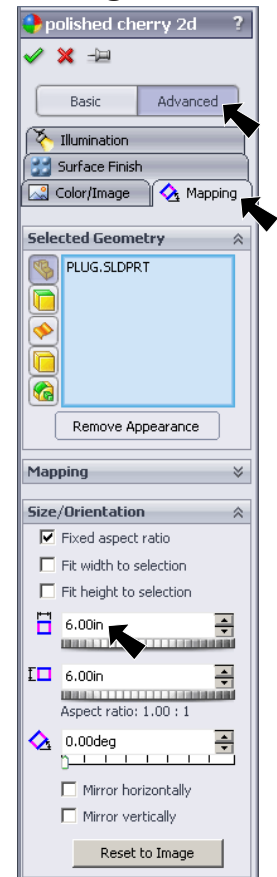 polished cherry 2d ?
Basic Advanced
Illumination
Surface Finish
Color/Image Mapping
Selected Geometry
PLUG.SLDPRT
Remove Appearance
Mapping
Size/Orientation
Fixed aspect ratio
Fit width to selection
Fit height to selection
6.00in
6.00in
Aspect ratio: 1.00 : 1
0.00deg
Mirror horizontally
Mirror vertically
Reset to Image